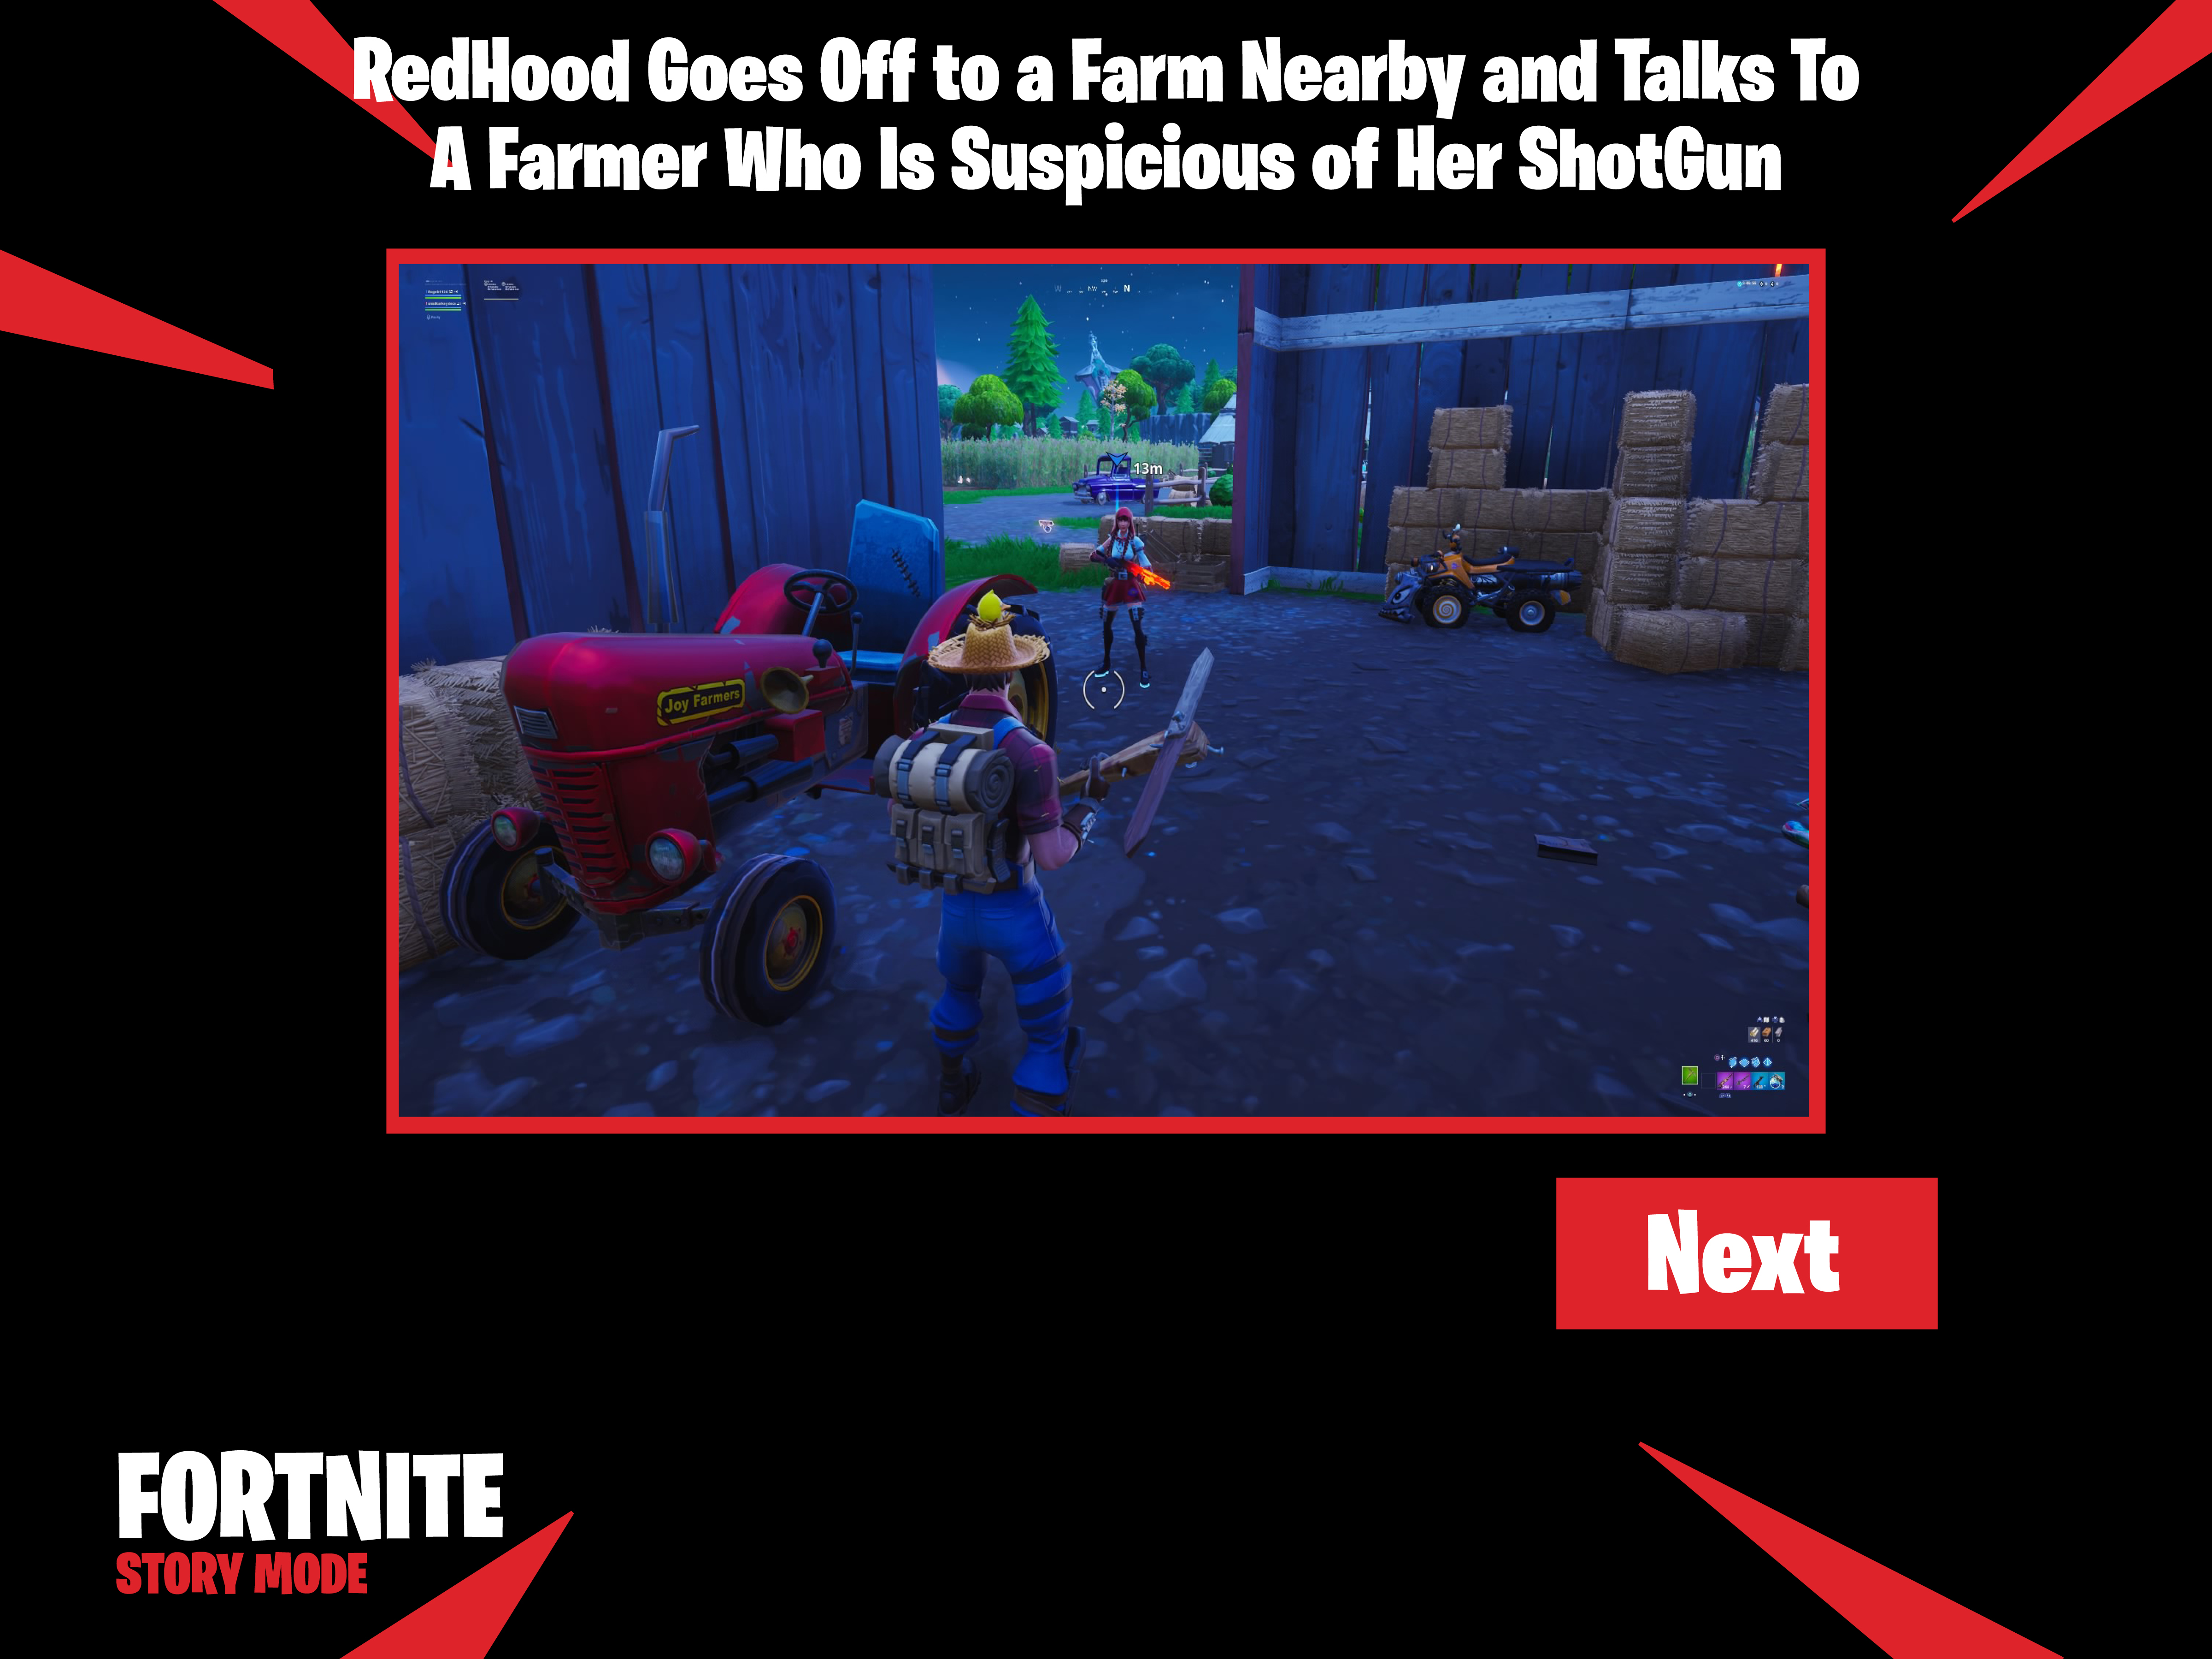 RedHood Goes Off to a Farm Nearby and Talks To
A Farmer Who Is Suspicious of Her ShotGun
W
NW
N
13m
Joy Farmers
Next
FORTNITE
STORY MODE